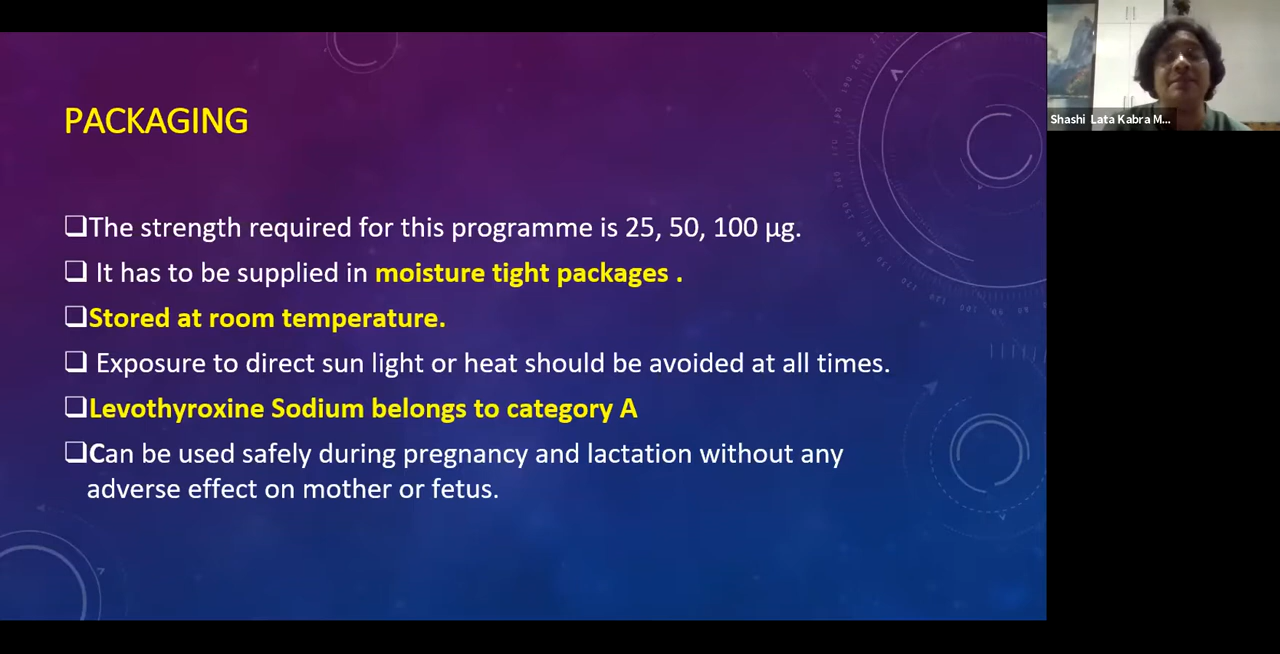 PACKAGING
❑The strength required for this programme is 25, 50, 100 µg.
❑ It has to be supplied in moisture tight packages .
❑Stored at room temperature.
❑ Exposure to direct sun light or heat should be avoided at all times.
❑Levothyroxine Sodium belongs to category A
❑Can be used safely during pregnancy and lactation without any
adverse effect on mother or fetus.
Shashi Lata Kabra M...